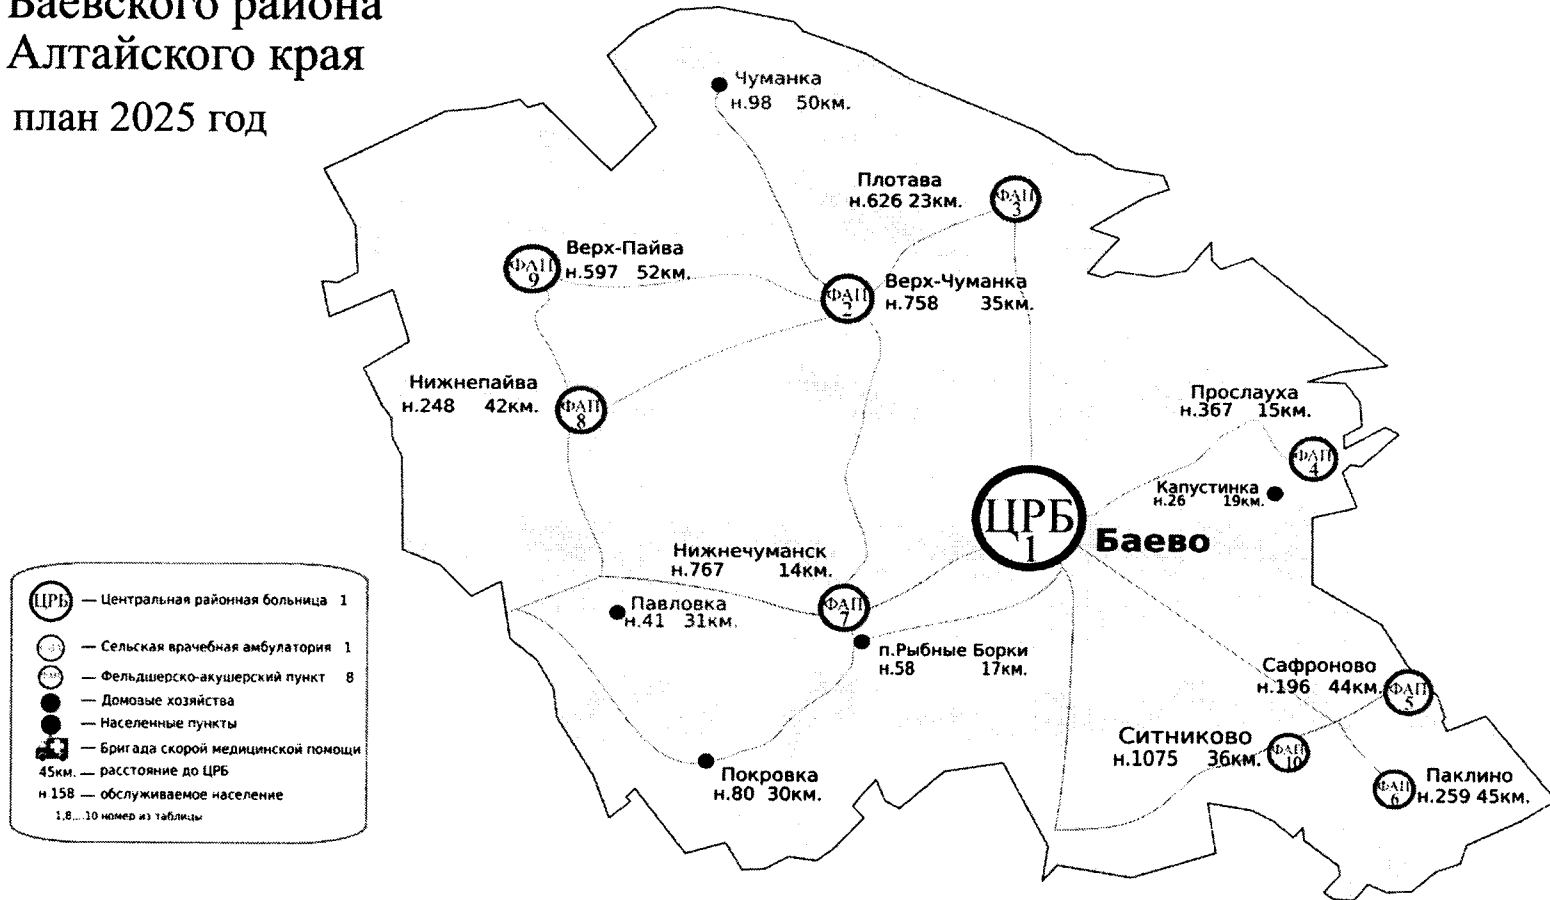 Баевского района
Алтайского края
план 2025 год
Чуманка
н.98 50км.
Плотава
н.626 23км.
ФАП
3
Верх-Пайва
н.597 52км.
ФАП
9
Верх-Чуманка
н.758 35км.
ФАП
2
Нижнепайва
н.248 42км.
ФАП
8
Прослауха
н.367 15км.
ФАП
4
Капустинка
н.26 19км.
ЦРБ
1
Баево
Нижнечуманск
н.767 14км.
ФАП
7
Павловка
н.41 31км.
п.Рыбные Борки
н.58 17км.
Сафроново
н.196 44км.
ФАП
5
Ситниково
н.1075 36км.
ФАП
10
Паклино
н.259 45км.
ФАП
6
Покровка
н.80 30км.
ЦРБ — Центральная районная больница 1
— Сельская врачебная амбулатория 1
— Фельдшерско-акушерский пункт 8
— Домовые хозяйства
— Населенные пункты
— Бригада скорой медицинской помощи
45км. — расстояние до ЦРБ
н 158 — обслуживаемое население
1,8,...10 номер из таблицы